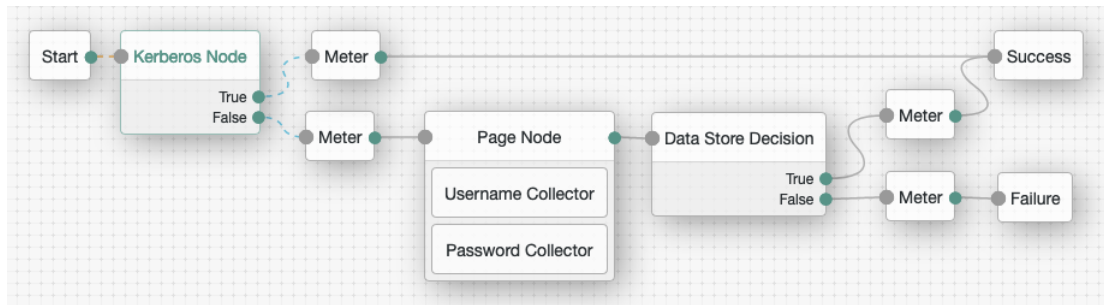 Start
Kerberos Node
True
False
Meter
Meter
Page Node
Username Collector
Password Collector
Data Store Decision
True
False
Meter
Meter
Success
Failure